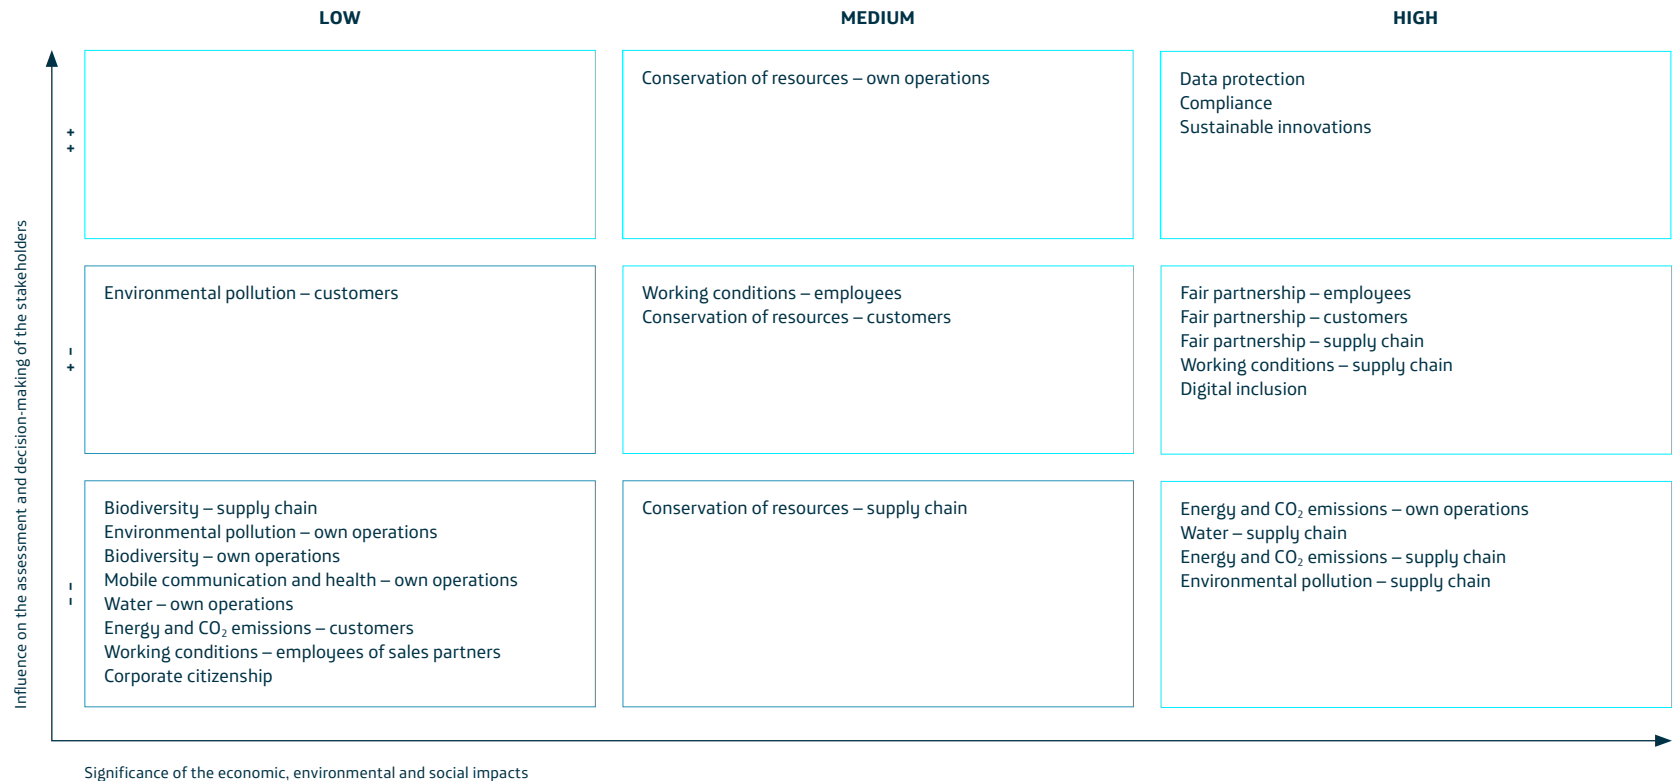 LOW
MEDIUM
HIGH
Influence on the assessment and decision-making of the stakeholders
+ +
Conservation of resources – own operations
Data protection
Compliance
Sustainable innovations
- +
Environmental pollution – customers
Working conditions – employees
Conservation of resources – customers
Fair partnership – employees
Fair partnership – customers
Fair partnership – supply chain
Working conditions – supply chain
Digital inclusion
- -
Biodiversity – supply chain
Environmental pollution – own operations
Biodiversity – own operations
Mobile communication and health – own operations
Water – own operations
Energy and CO₂ emissions – customers
Working conditions – employees of sales partners
Corporate citizenship
Conservation of resources – supply chain
Energy and CO₂ emissions – own operations
Water – supply chain
Energy and CO₂ emissions – supply chain
Environmental pollution – supply chain
Significance of the economic, environmental and social impacts